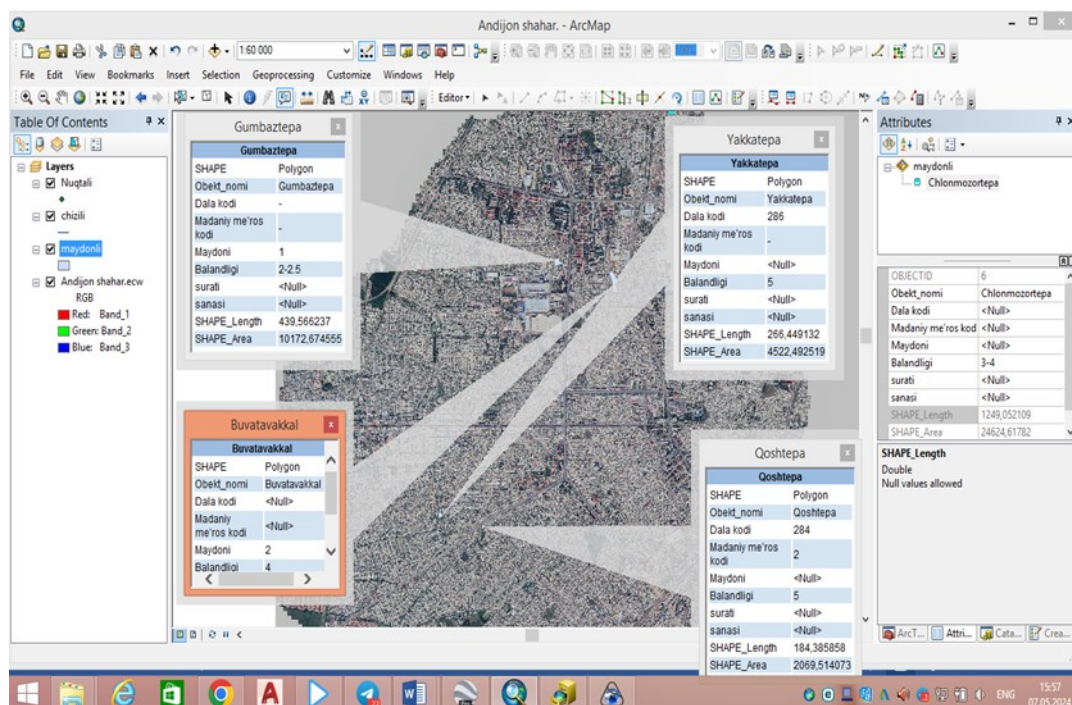 Andijon shahar. - ArcMap
1:60 000
100%
File Edit View Bookmarks Insert Selection Geoprocessing Customize Windows Help
Editor
Table Of Contents
Layers
Nuqtali
chizili
maydonli
Andijon shahar.ecw
RGB
Red: Band_1
Green: Band_2
Blue: Band_3
Gumbaztepa
Gumbaztepa
SHAPE Polygon
Obekt_nomi Gumbaztepa
Dala kodi -
Madaniy me'ros
kodi -
Maydoni 1
Balandligi 2-2.5
surati <Null>
sanasi <Null>
SHAPE_Length 439,566237
SHAPE_Area 10172,674555
Yakkatepa
Yakkatepa
SHAPE Polygon
Obekt_nomi Yakkatepa
Dala kodi 286
Madaniy me'ros
kodi -
Maydoni <Null>
Balandligi 5
surati <Null>
sanasi <Null>
SHAPE_Length 266,449132
SHAPE_Area 4522,492519
Buvatavakkal
Buvatavakkal
SHAPE Polygon
Obekt_nomi Buvatavakkal
Dala kodi <Null>
Madaniy
me'ros kodi <Null>
Maydoni 2
Balandligi 4
Qoshtepa
Qoshtepa
SHAPE Polygon
Obekt_nomi Qoshtepa
Dala kodi 284
Madaniy me'ros
kodi 2
Maydoni <Null>
Balandligi 5
surati <Null>
sanasi <Null>
SHAPE_Length 184,385858
SHAPE_Area 2069,514073
Attributes
maydonli
Chlonmozortepa
OBJECTID 6
Obekt_nomi Chlonmozortepa
Dala kodi <Null>
Madaniy me'ros kod <Null>
Maydoni <Null>
Balandligi 3-4
surati <Null>
sanasi <Null>
SHAPE_Length 1249,052109
SHAPE_Area 24624,61782
SHAPE_Length
Double
Null values allowed
ArcT... Attri... Cata... Crea...
ENG
15:57
07.05.2024